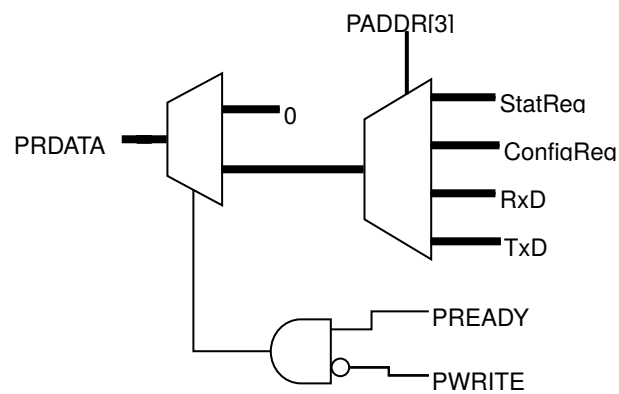 PADDR[3]
StatReg
0
PRDATA
ConfigReg
RxD
TxD
PREADY
PWRITE